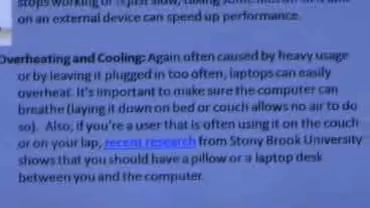 stops working or is just slow,
on an external device can speed up performance.
Overheating and Cooling: Again often caused by heavy usage
or by leaving it plugged in too often, laptops can easily
overheat. It's important to make sure the computer can
breathe (laying it down on bed or couch allows no air to do
so). Also, if you're a user that is often using it on the couch
or on your lap, recent research from Stony Brook University
shows that you should have a pillow or a laptop desk
between you and the computer.